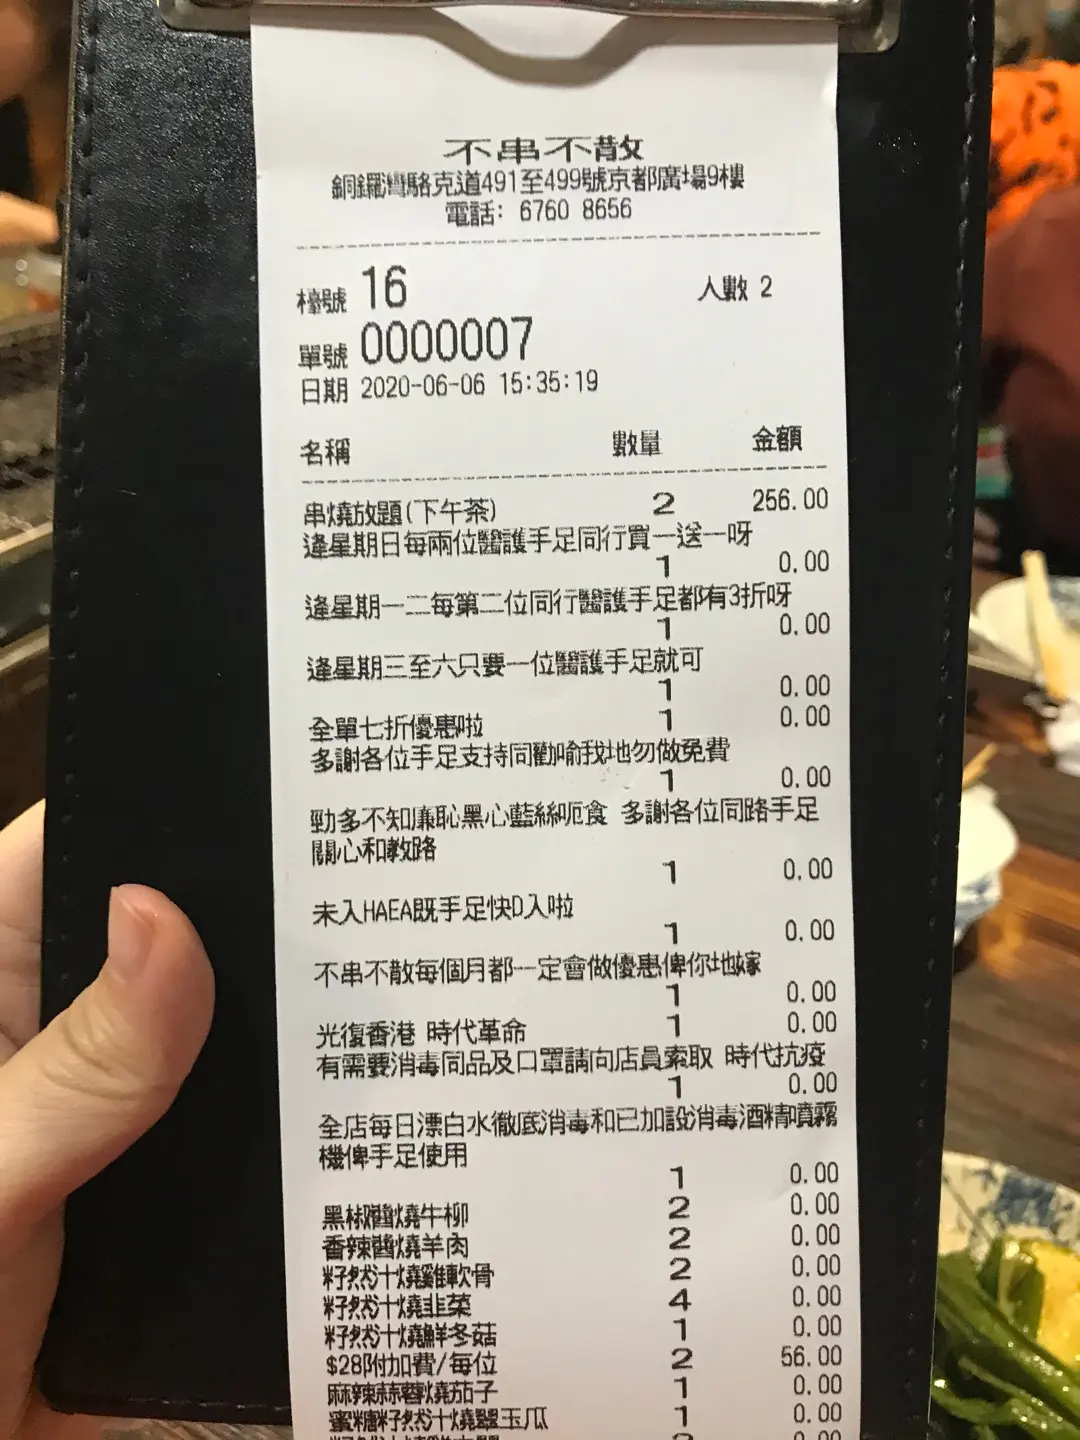 不串不散
銅鑼灣駱克道491至499號京都廣場9樓
電話: 6760 8656
檯號 16 人數 2
單號 0000007
日期 2020-06-06 15:35:19
名稱 數量 金額
串燒放題(下午茶) 2 256.00
逢星期日每兩位醫護手足同行買一送一呀
1 0.00
逢星期一二每第二位同行醫護手足都有3折呀
1 0.00
逢星期三至六只要一位醫護手足就可
1 0.00
全單七折優惠啦 1 0.00
多謝各位手足支持同勸喻我地勿做免費
1 0.00
勁多不知廉恥黑心藍絲呃食 多謝各位同路手足
關心和教路
1 0.00
未入HAEA既手足快D入啦
1 0.00
不串不散每個月都一定會做優惠俾你地嫁
1 0.00
光復香港 時代革命 1 0.00
有需要消毒同品及口罩請向店員索取 時代抗疫
1 0.00
全店每日漂白水徹底消毒和已加設消毒酒精噴霧
機俾手足使用
1 0.00
黑椒醬燒牛柳 2 0.00
香辣醬燒羊肉 2 0.00
籽然汁燒雞軟骨 2 0.00
籽然汁燒韭菜 4 0.00
籽然汁燒鮮冬菇 1 0.00
$28附加費/每位 2 56.00
麻辣蒜蓉燒茄子 1 0.00
蜜糖籽然汁燒翠玉瓜 1 0.00